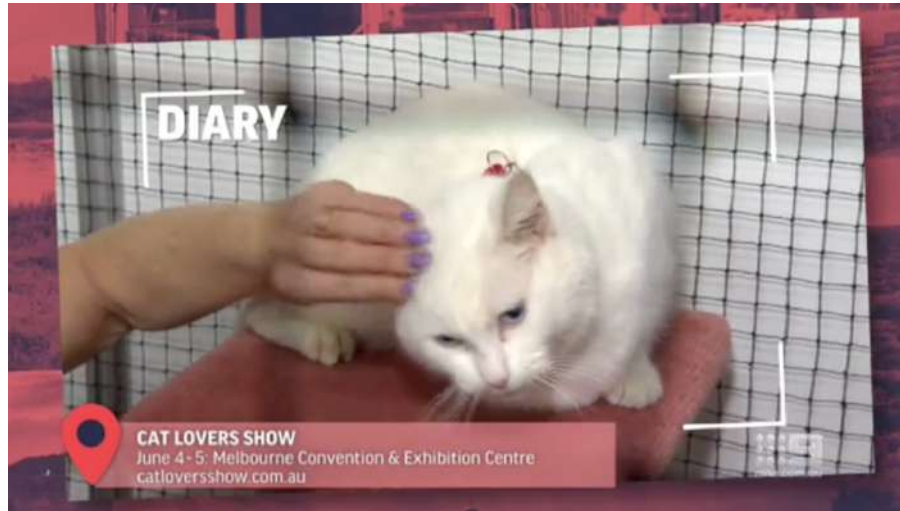 DIARY
CAT LOVERS SHOW
June 4-5: Melbourne Convention & Exhibition Centre
catloversshow.com.au